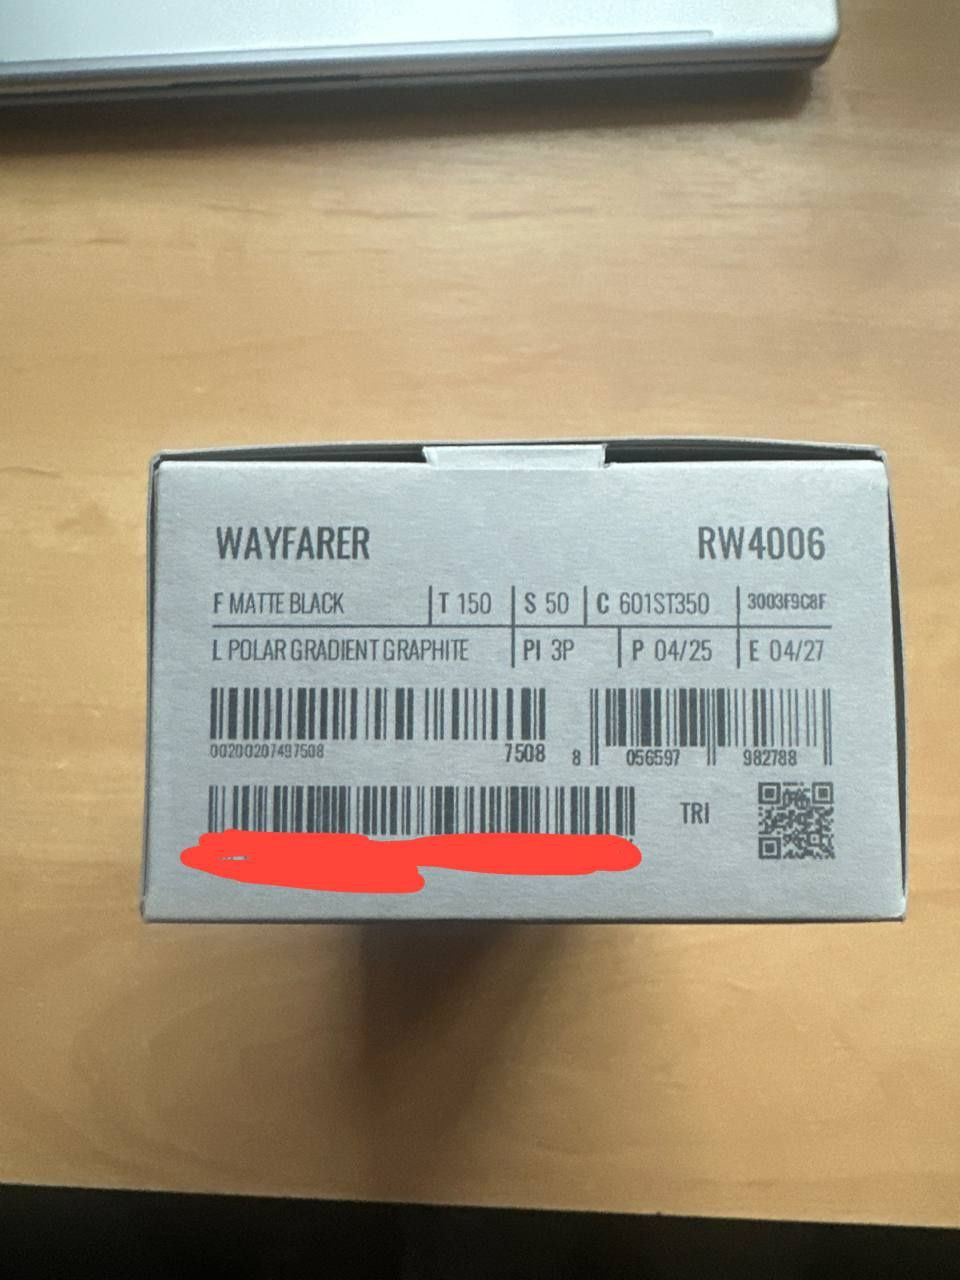 WAYFARER RW4006
F MATTE BLACK T 150 S 50 C 601ST350 3003F9C8F
L POLAR GRADIENT GRAPHITE PI 3P P 04/25 E 04/27
00200207497508 7508 8 056597 982788
TRI